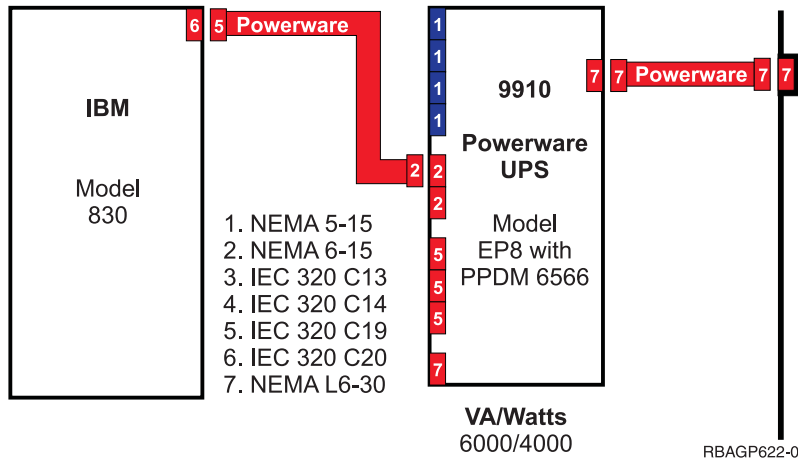 6
5
Powerware
IBM
Model
830
1. NEMA 5-15
2. NEMA 6-15
3. IEC 320 C13
4. IEC 320 C14
5. IEC 320 C19
6. IEC 320 C20
7. NEMA L6-30
2
1
1
1
1
2
2
5
5
5
7
9910
Powerware
UPS
Model
EP8 with
PPDM 6566
VA/Watts
6000/4000
7
7
Powerware
7
7
RBAGP622-0